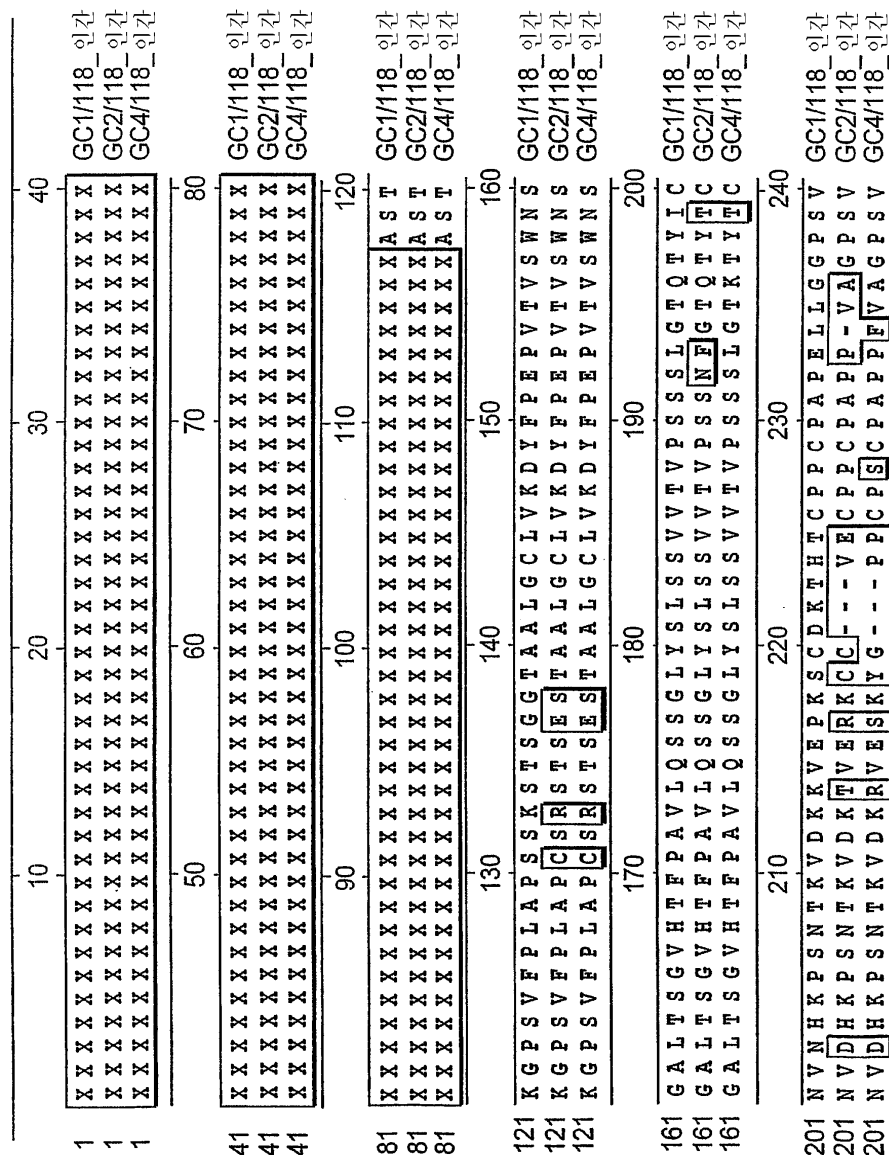 10 20 30 40
1 X X X X X X X X X X X X X X X X X X X X X X X X X X X X X X X X X X X X X X X X GC1/118_인간
1 X X X X X X X X X X X X X X X X X X X X X X X X X X X X X X X X X X X X X X X X GC2/118_인간
1 X X X X X X X X X X X X X X X X X X X X X X X X X X X X X X X X X X X X X X X X GC4/118_인간
50 60 70 80
41 X X X X X X X X X X X X X X X X X X X X X X X X X X X X X X X X X X X X X X X X GC1/118_인간
41 X X X X X X X X X X X X X X X X X X X X X X X X X X X X X X X X X X X X X X X X GC2/118_인간
41 X X X X X X X X X X X X X X X X X X X X X X X X X X X X X X X X X X X X X X X X GC4/118_인간
90 100 110 120
81 X X X X X X X X X X X X X X X X X X X X X X X X X X X X X X X X X X X X X A S T GC1/118_인간
81 X X X X X X X X X X X X X X X X X X X X X X X X X X X X X X X X X X X X X A S T GC2/118_인간
81 X X X X X X X X X X X X X X X X X X X X X X X X X X X X X X X X X X X X X A S T GC4/118_인간
130 140 150 160
121 K G P S V F P L A P S S K S T S G G T A A L G C L V K D Y F P E P V T V S W N S GC1/118_인간
121 K G P S V F P L A P C S R S T S E S T A A L G C L V K D Y F P E P V T V S W N S GC2/118_인간
121 K G P S V F P L A P C S R S T S E S T A A L G C L V K D Y F P E P V T V S W N S GC4/118_인간
170 180 190 200
161 G A L T S G V H T F P A V L Q S S G L Y S L S S V V T V P S S S L G T Q T Y I C GC1/118_인간
161 G A L T S G V H T F P A V L Q S S G L Y S L S S V V T V P S S N F G T Q T Y T C GC2/118_인간
161 G A L T S G V H T F P A V L Q S S G L Y S L S S V V T V P S S S L G T K T Y T C GC4/118_인간
210 220 230 240
201 N V N H K P S N T K V D K K V E P K S C D K T H T C P P C P A P E L L G G P S V GC1/118_인간
201 N V D H K P S N T K V D K T V E R K C C - - - V E C P P C P A P P - V A G P S V GC2/118_인간
201 N V D H K P S N T K V D K R V E S K Y G - - - P P C P S C P A P P F V A G P S V GC4/118_인간